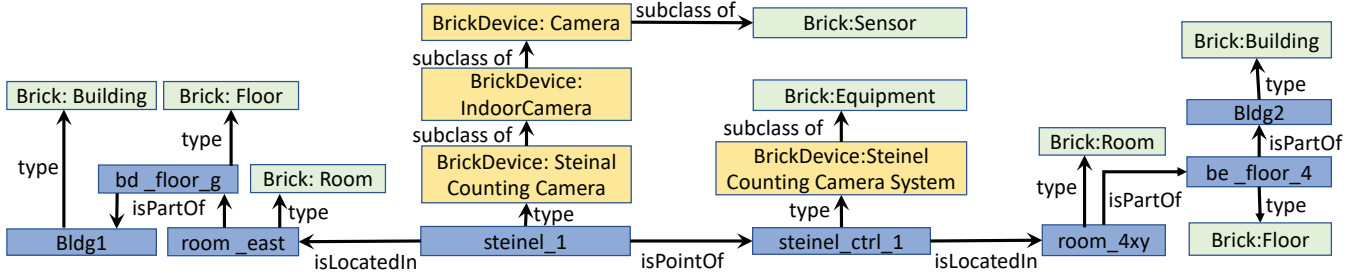 BrickDevice: Camera
subclass of
Brick:Sensor
Brick:Building
subclass of
Brick: Building
Brick: Floor
BrickDevice:
IndoorCamera
Brick:Equipment
type
Bldg2
type
type
subclass of
subclass of
Brick:Room
isPartOf
bd _floor_g
Brick: Room
BrickDevice: Steinal
Counting Camera
BrickDevice:Steinel
Counting Camera System
be _floor_4
isPartOf
type
type
type
type
isPartOf
type
Bldg1
room _east
steinel_1
steinel_ctrl_1
room_4xy
Brick:Floor
isLocatedIn
isPointOf
isLocatedIn